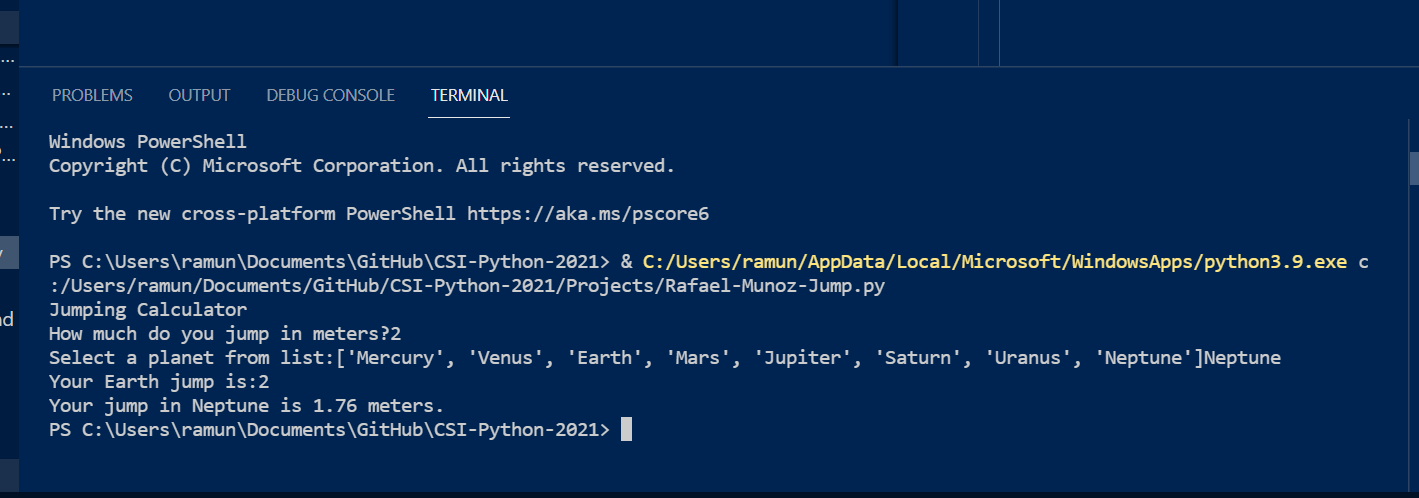 PROBLEMS OUTPUT DEBUG CONSOLE TERMINAL
Windows PowerShell
Copyright (C) Microsoft Corporation. All rights reserved.
Try the new cross-platform PowerShell https://aka.ms/pscore6
PS C:\Users\ramun\Documents\GitHub\CSI-Python-2021> & C:/Users/ramun/AppData/Local/Microsoft/WindowsApps/python3.9.exe c
:/Users/ramun/Documents/GitHub/CSI-Python-2021/Projects/Rafael-Munoz-Jump.py
Jumping Calculator
How much do you jump in meters?2
Select a planet from list:['Mercury', 'Venus', 'Earth', 'Mars', 'Jupiter', 'Saturn', 'Uranus', 'Neptune']Neptune
Your Earth jump is:2
Your jump in Neptune is 1.76 meters.
PS C:\Users\ramun\Documents\GitHub\CSI-Python-2021>